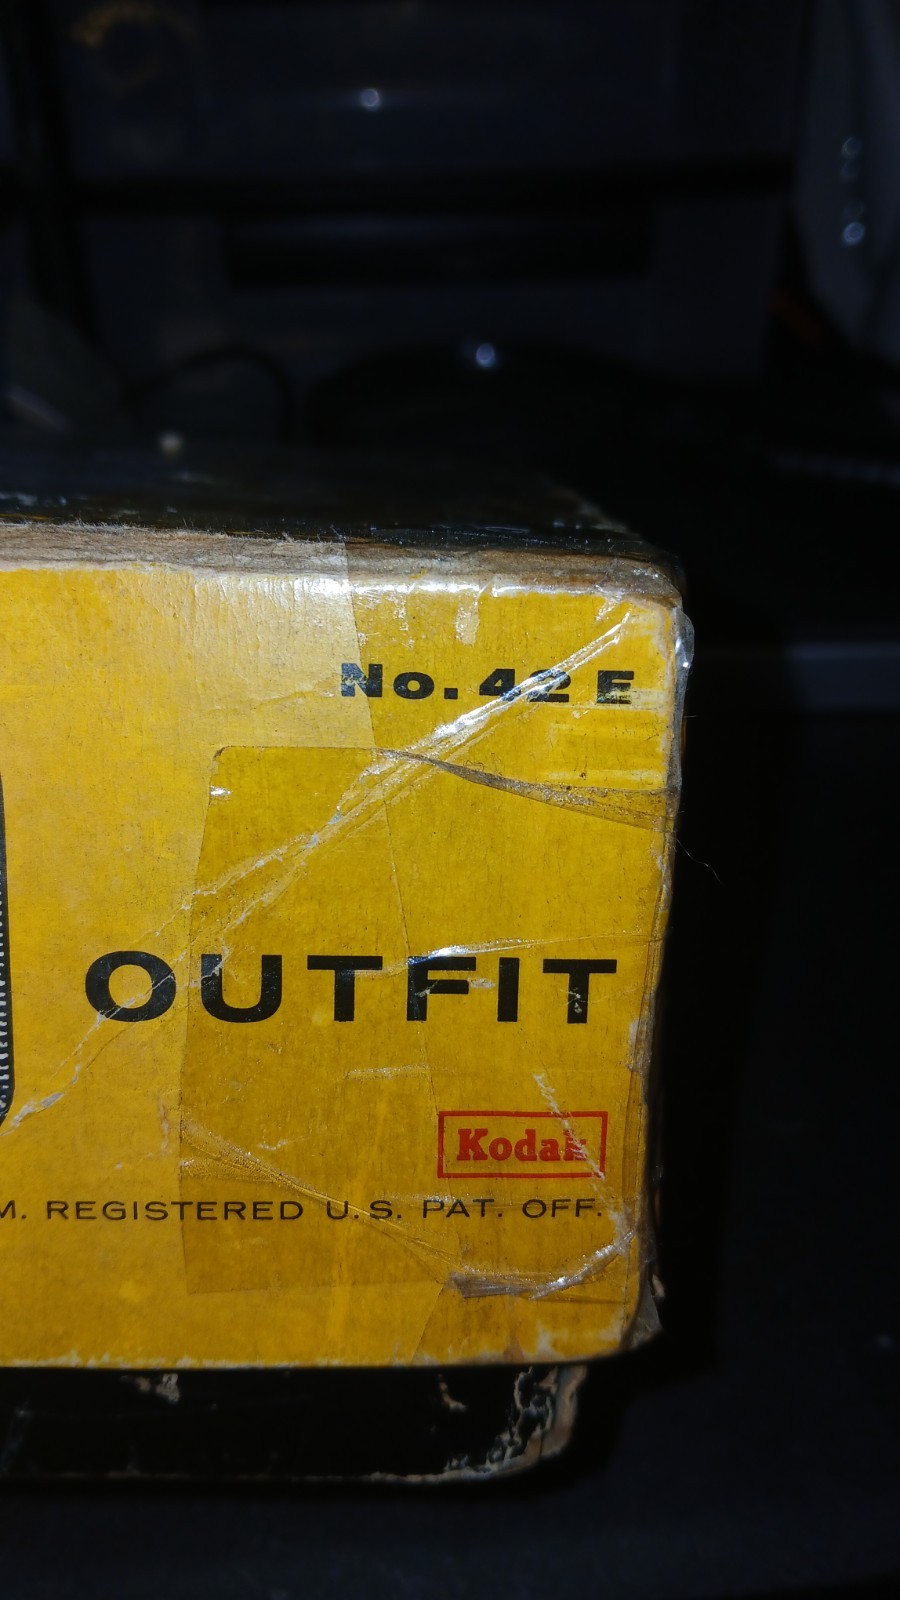 No. 42 E
OUTFIT
Kodak
M. REGISTERED U.S. PAT. OFF.